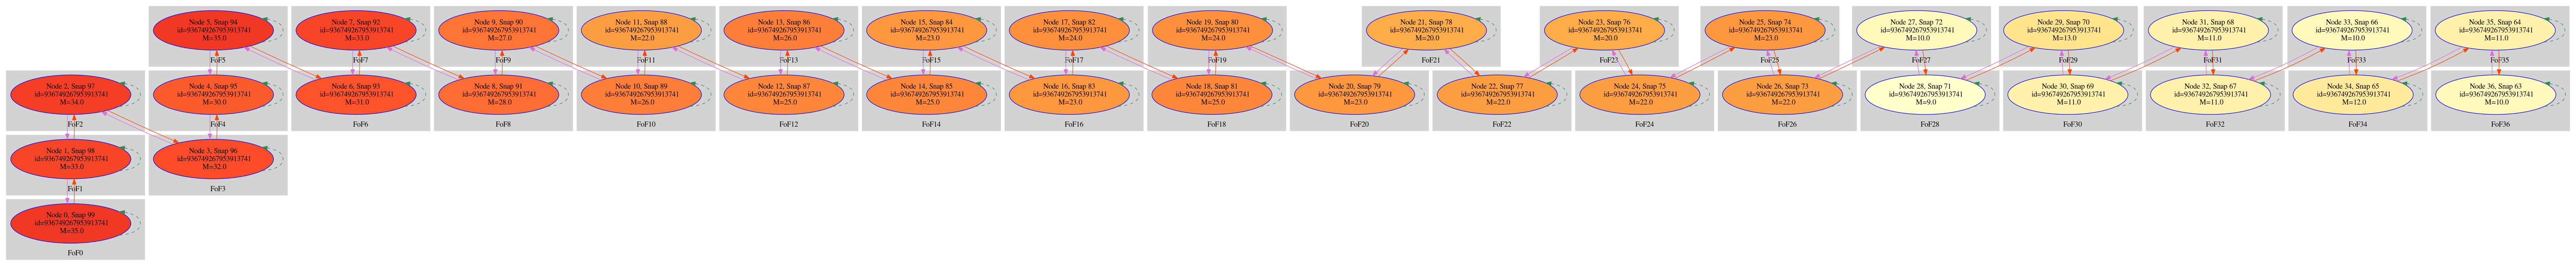 Node 5, Snap 94
id=936749267953913741
M=35.0
FoF5
Node 7, Snap 92
id=936749267953913741
M=33.0
FoF7
Node 9, Snap 90
id=936749267953913741
M=27.0
FoF9
Node 11, Snap 88
id=936749267953913741
M=22.0
FoF11
Node 13, Snap 86
id=936749267953913741
M=26.0
FoF13
Node 15, Snap 84
id=936749267953913741
M=23.0
FoF15
Node 17, Snap 82
id=936749267953913741
M=24.0
FoF17
Node 19, Snap 80
id=936749267953913741
M=24.0
FoF19
Node 21, Snap 78
id=936749267953913741
M=20.0
FoF21
Node 23, Snap 76
id=936749267953913741
M=20.0
FoF23
Node 25, Snap 74
id=936749267953913741
M=23.0
FoF25
Node 27, Snap 72
id=936749267953913741
M=10.0
FoF27
Node 29, Snap 70
id=936749267953913741
M=13.0
FoF29
Node 31, Snap 68
id=936749267953913741
M=11.0
FoF31
Node 33, Snap 66
id=936749267953913741
M=10.0
FoF33
Node 35, Snap 64
id=936749267953913741
M=11.0
FoF35
Node 2, Snap 97
id=936749267953913741
M=34.0
FoF2
Node 4, Snap 95
id=936749267953913741
M=30.0
FoF4
Node 6, Snap 93
id=936749267953913741
M=31.0
FoF6
Node 8, Snap 91
id=936749267953913741
M=28.0
FoF8
Node 10, Snap 89
id=936749267953913741
M=26.0
FoF10
Node 12, Snap 87
id=936749267953913741
M=25.0
FoF12
Node 14, Snap 85
id=936749267953913741
M=25.0
FoF14
Node 16, Snap 83
id=936749267953913741
M=23.0
FoF16
Node 18, Snap 81
id=936749267953913741
M=25.0
FoF18
Node 20, Snap 79
id=936749267953913741
M=23.0
FoF20
Node 22, Snap 77
id=936749267953913741
M=22.0
FoF22
Node 24, Snap 75
id=936749267953913741
M=22.0
FoF24
Node 26, Snap 73
id=936749267953913741
M=22.0
FoF26
Node 28, Snap 71
id=936749267953913741
M=9.0
FoF28
Node 30, Snap 69
id=936749267953913741
M=11.0
FoF30
Node 32, Snap 67
id=936749267953913741
M=11.0
FoF32
Node 34, Snap 65
id=936749267953913741
M=12.0
FoF34
Node 36, Snap 63
id=936749267953913741
M=10.0
FoF36
Node 1, Snap 98
id=936749267953913741
M=33.0
FoF1
Node 3, Snap 96
id=936749267953913741
M=32.0
FoF3
Node 0, Snap 99
id=936749267953913741
M=35.0
FoF0